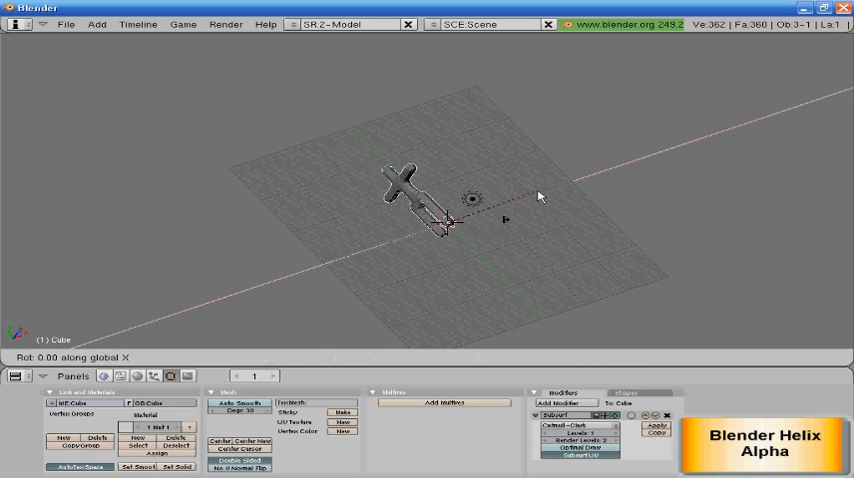 Blender
File Add Timeline Game Render Help SR:2-Model SCE:Scene www.blender.org 249.2 Ve:362 | Fa:360 | Ob:3-1 | La:1
(1) Cube
Rot: 0.00 along global X
Panels 1
Link and Materials
ME:Cube F OB:Cube
Vertex Groups
Material
1 Mat 1
New Delete New Delete
Copy Group Select Deselect
Assign
AutoTexSpace Set Smooth Set Solid
Mesh
Auto Smooth
Degr: 30
TexMesh:
Sticky Make
UV Texture New
Vertex Color New
Center Center New
Center Cursor
Double Sided
No V.Normal Flip
Multires
Add Multires
Modifiers Shapes
Add Modifier To: Cube
Subsurf
Catmull-Clark Apply
Levels: 1 Copy
Render Levels: 2
Optimal Draw
Subsurf UV
Blender Helix
Alpha